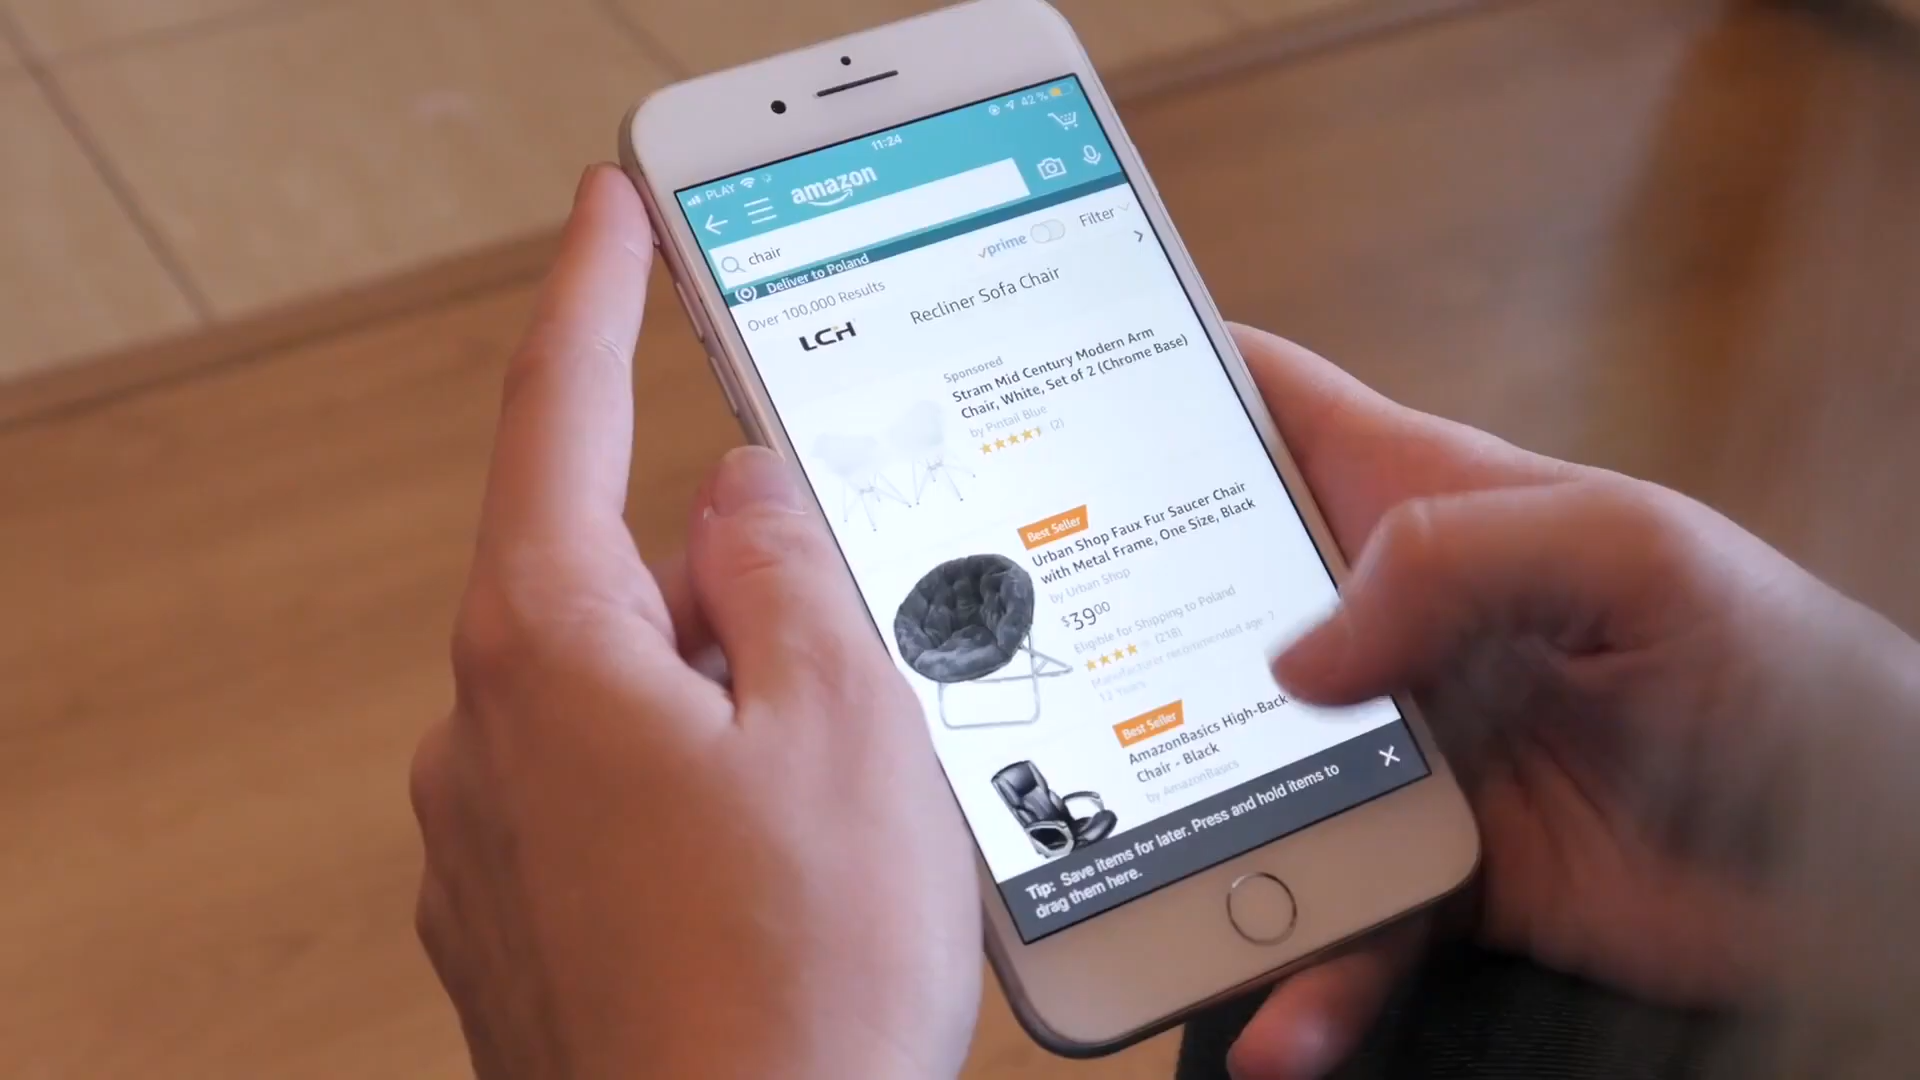 PLAY
11:24
42 %
amazon
chair
Deliver to Poland
Over 100,000 Results
prime
Filter
LCH
Recliner Sofa Chair
Sponsored
Stram Mid Century Modern Arm
Chair, White, Set of 2 (Chrome Base)
by Pintail Blue
(2)
Best Seller
Urban Shop Faux Fur Saucer Chair
with Metal Frame, One Size, Black
by Urban Shop
$3900
Eligible for Shipping to Poland
(218)
Manufacturer recommended age: 7
12 Years
Best Seller
AmazonBasics High-Back
Chair - Black
by AmazonBasics
Tip: Save items for later. Press and hold items to
drag them here.